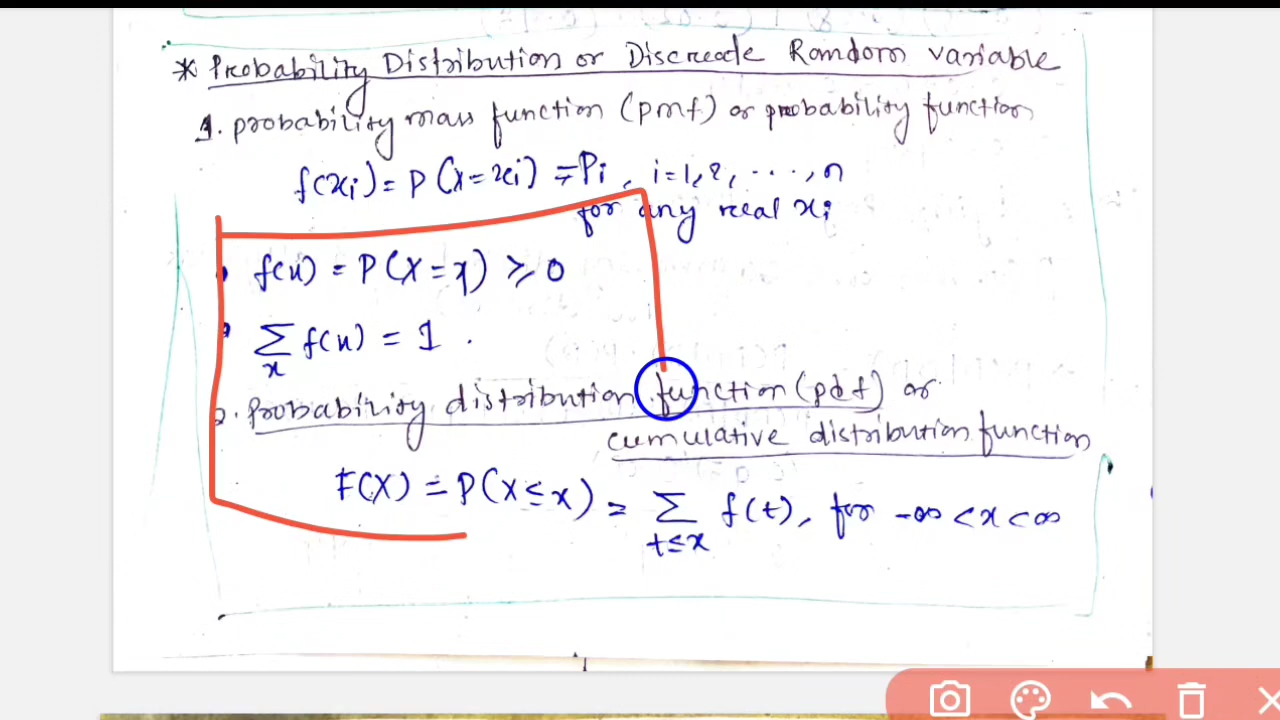 * Probability Distribution or Discreate Random variable
1. probability mass function (pmf) or probability function
f(xi) = P(X=xi) = Pi, i=1,2,....,n
for any real xi
f(x) = P(X=x) ≥ 0
∑x f(x) = 1.
2. Probability distribution function (pdf) or
cumulative distribution function
F(X) = P(X≤x) = ∑t≤x f(t), for -∞ < x < ∞